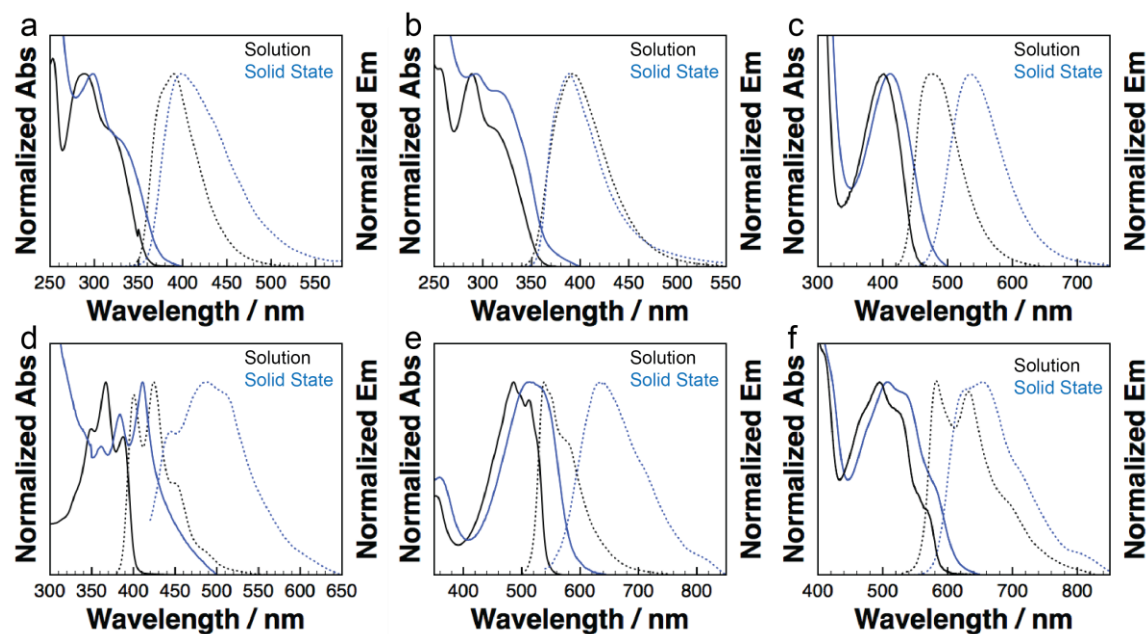 a
Normalized Abs
Solution
Solid State
Normalized Em
250 300 350 400 450 500 550
Wavelength / nm
b
Normalized Abs
Solution
Solid State
Normalized Em
250 300 350 400 450 500 550
Wavelength / nm
c
Normalized Abs
Solution
Solid State
Normalized Em
300 400 500 600 700
Wavelength / nm
d
Normalized Abs
Solution
Solid State
Normalized Em
300 350 400 450 500 550 600 650
Wavelength / nm
e
Normalized Abs
Solution
Solid State
Normalized Em
400 500 600 700 800
Wavelength / nm
f
Normalized Abs
Solution
Solid State
Normalized Em
400 500 600 700 800
Wavelength / nm